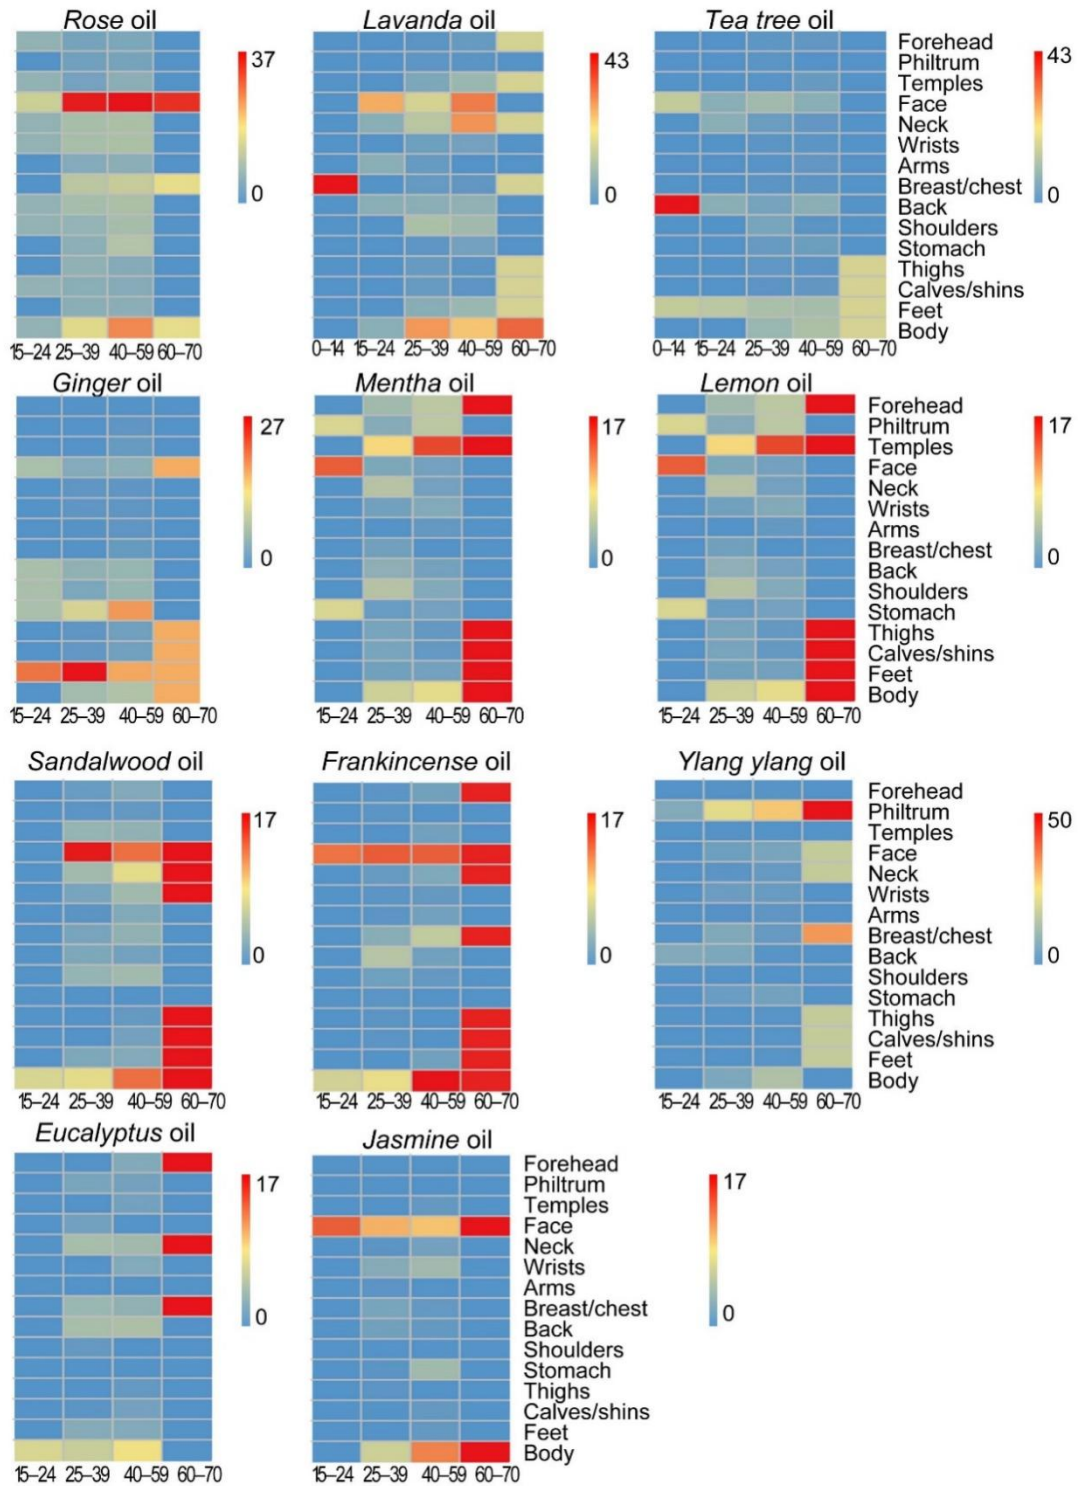 Rose oil
Lavanda oil
Tea tree oil
37
0
43
0
43
0
Forehead
Philtrum
Temples
Face
Neck
Wrists
Arms
Breast/chest
Back
Shoulders
Stomach
Thighs
Calves/shins
Feet
Body
15–24 25–39 40–59 60–70
0–14 15–24 25–39 40–59 60–70
0–14 15–24 25–39 40–59 60–70
Ginger oil
Mentha oil
Lemon oil
27
0
17
0
17
0
Forehead
Philtrum
Temples
Face
Neck
Wrists
Arms
Breast/chest
Back
Shoulders
Stomach
Thighs
Calves/shins
Feet
Body
15–24 25–39 40–59 60–70
15–24 25–39 40–59 60–70
15–24 25–39 40–59 60–70
Sandalwood oil
Frankincense oil
Ylang ylang oil
17
0
17
0
50
0
Forehead
Philtrum
Temples
Face
Neck
Wrists
Arms
Breast/chest
Back
Shoulders
Stomach
Thighs
Calves/shins
Feet
Body
15–24 25–39 40–59 60–70
15–24 25–39 40–59 60–70
15–24 25–39 40–59 60–70
Eucalyptus oil
Jasmine oil
17
0
17
0
Forehead
Philtrum
Temples
Face
Neck
Wrists
Arms
Breast/chest
Back
Shoulders
Stomach
Thighs
Calves/shins
Feet
Body
15–24 25–39 40–59 60–70
15–24 25–39 40–59 60–70